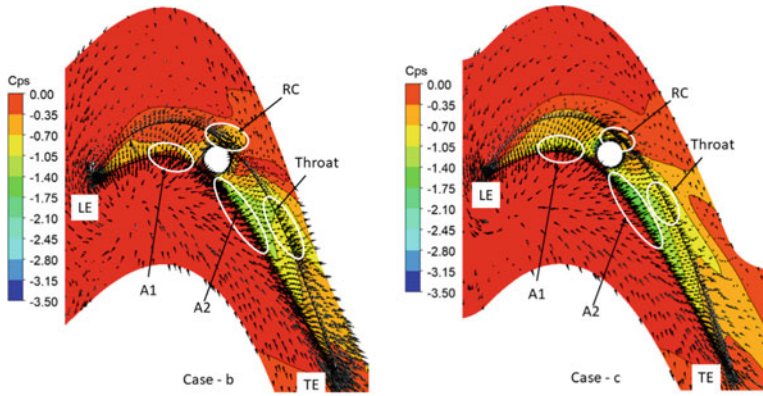 Cps
0.00
-0.35
-0.70
-1.05
-1.40
-1.75
-2.10
-2.45
-2.80
-3.15
-3.50
RC
Throat
LE
A1
A2
Case - b
TE
Cps
0.00
-0.35
-0.70
-1.05
-1.40
-1.75
-2.10
-2.45
-2.80
-3.15
-3.50
RC
Throat
LE
A1
A2
Case - c
TE